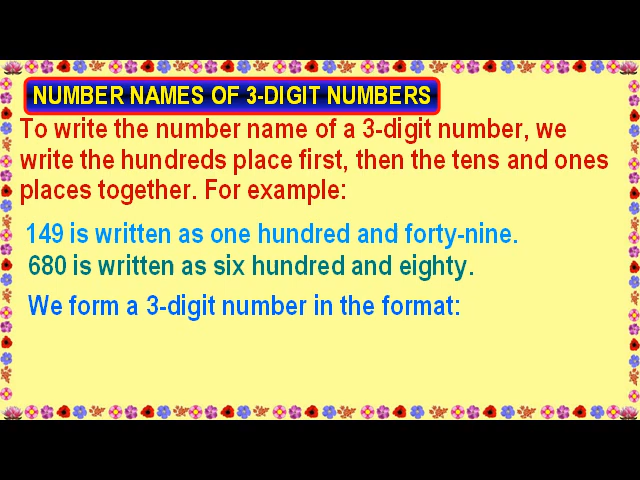 NUMBER NAMES OF 3-DIGIT NUMBERS
To write the number name of a 3-digit number, we
write the hundreds place first, then the tens and ones
places together. For example:
149 is written as one hundred and forty-nine.
680 is written as six hundred and eighty.
We form a 3-digit number in the format: